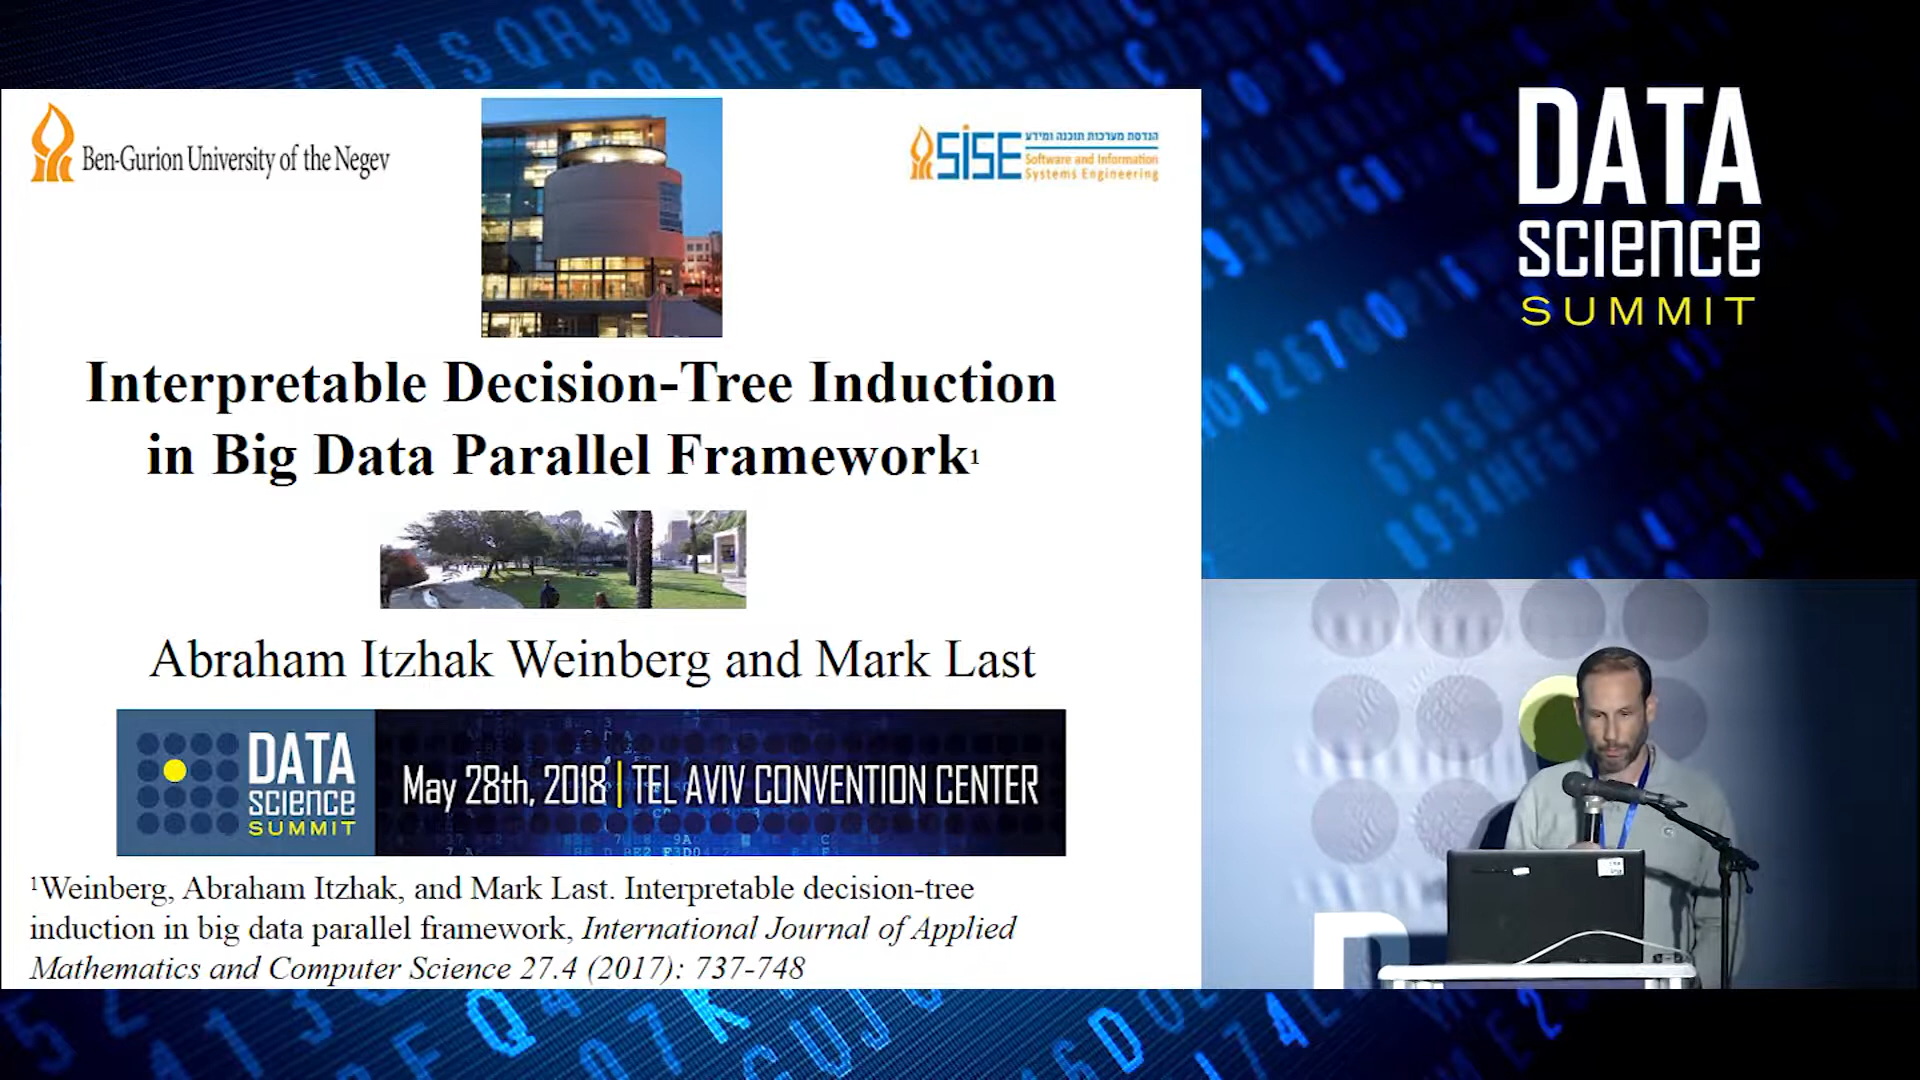 Ben-Gurion University of the Negev
SISE
הנדסת מערכות תוכנה ומידע
Software and Information
Systems Engineering
Interpretable Decision-Tree Induction
in Big Data Parallel Framework¹
Abraham Itzhak Weinberg and Mark Last
DATA
SCIENCE
SUMMIT
May 28th, 2018 | TEL AVIV CONVENTION CENTER
¹Weinberg, Abraham Itzhak, and Mark Last. Interpretable decision-tree
induction in big data parallel framework, International Journal of Applied
Mathematics and Computer Science 27.4 (2017): 737-748
DATA
SCIENCE
SUMMIT